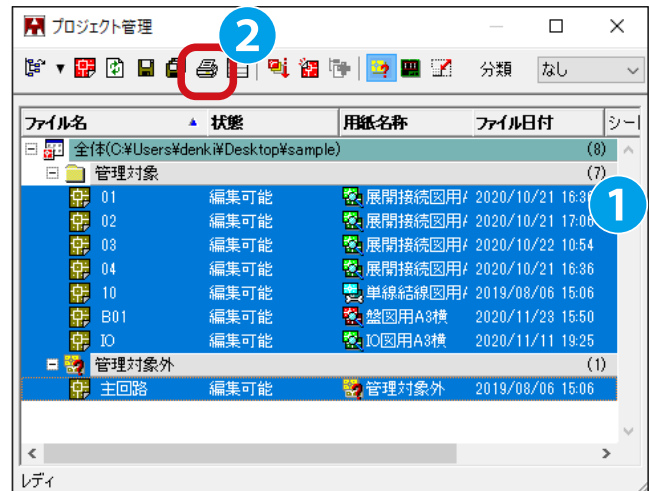 プロジェクト管理
2
分類 なし
ファイル名 状態 用紙名称 ファイル日付 シート
全体(C:¥Users¥denki¥Desktop¥sample) (8)
管理対象 (7)
01 編集可能 展開接続図用A 2020/10/21 16:36
1
02 編集可能 展開接続図用A 2020/10/21 17:06
03 編集可能 展開接続図用A 2020/10/22 10:54
04 編集可能 展開接続図用A 2020/10/21 16:36
10 編集可能 単線結線図用A 2019/08/06 15:06
B01 編集可能 盤図用A3横 2020/11/23 15:50
IO 編集可能 IO図用A3横 2020/11/11 19:25
管理対象外 (1)
主回路 編集可能 管理対象外 2019/08/06 15:06
レディ